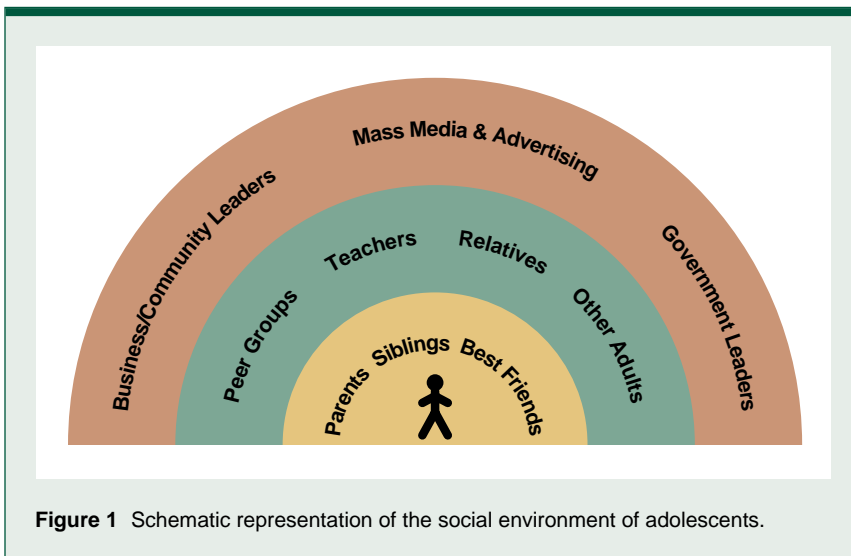 Mass Media & Advertising
Business/Community Leaders
Government Leaders
Teachers
Relatives
Peer Groups
Other Adults
Siblings
Parents
Best Friends
Figure 1 Schematic representation of the social environment of adolescents.